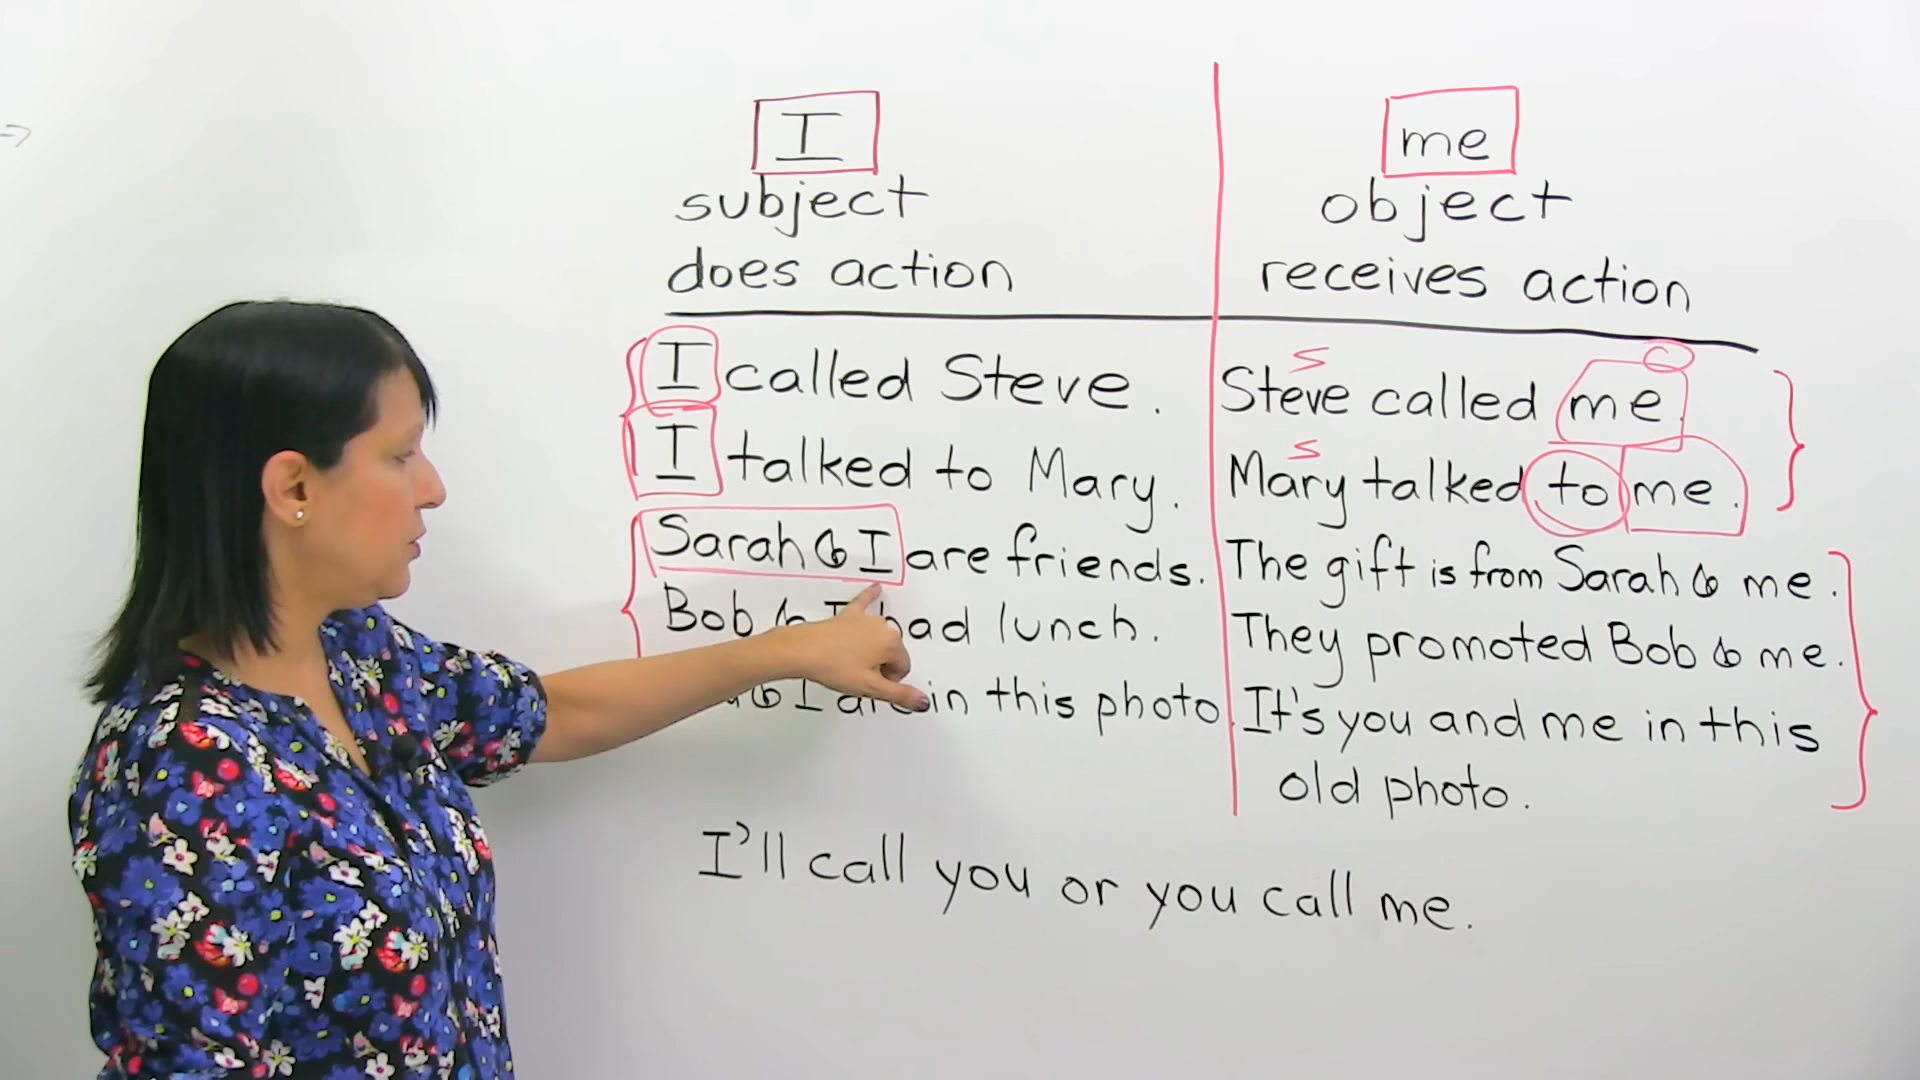 I
subject
does action
I called Steve.
I talked to Mary.
Sarah & I are friends.
Bob & I had lunch.
& I are in this photo.
me
object
receives action
S
O
Steve called me.
S
Mary talked to me.
The gift is from Sarah & me.
They promoted Bob & me.
It's you and me in this
old photo.
I'll call you or you call me.